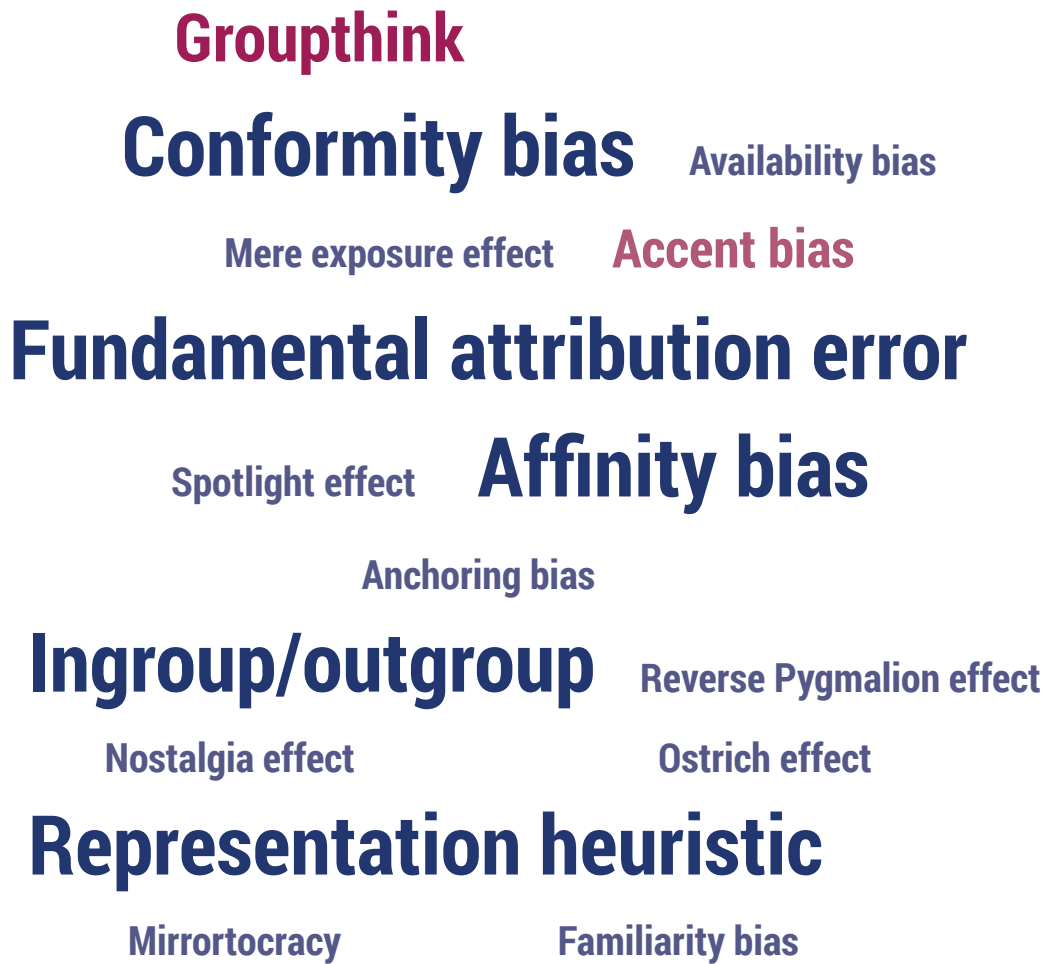 Groupthink
Conformity bias Availability bias
Mere exposure effect Accent bias
Fundamental attribution error
Spotlight effect Affinity bias
Anchoring bias
Ingroup/outgroup Reverse Pygmalion effect
Nostalgia effect Ostrich effect
Representation heuristic
Mirrortocracy Familiarity bias